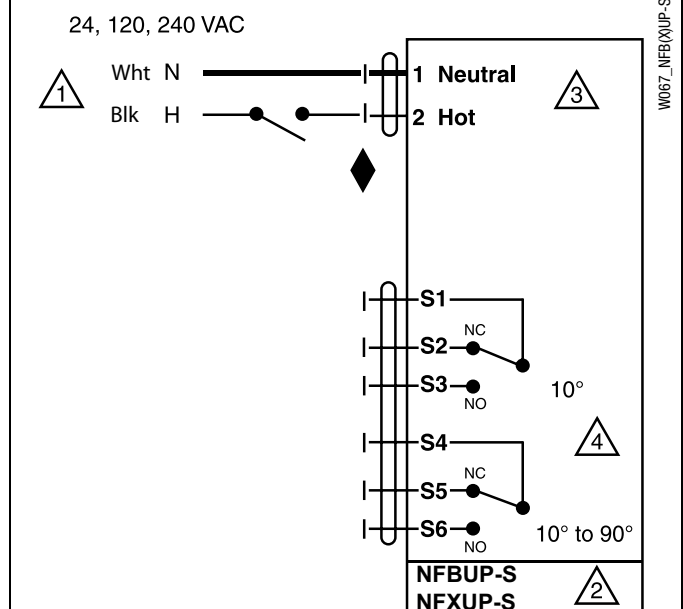 24, 120, 240 VAC
W067_NFB(X)UP-S
1
Wht N
1 Neutral
3
Blk H
2 Hot
S1
NC
S2
S3
NO
10°
S4
4
NC
S5
S6
NO
10° to 90°
NFBUP-S
NFXUP-S
2